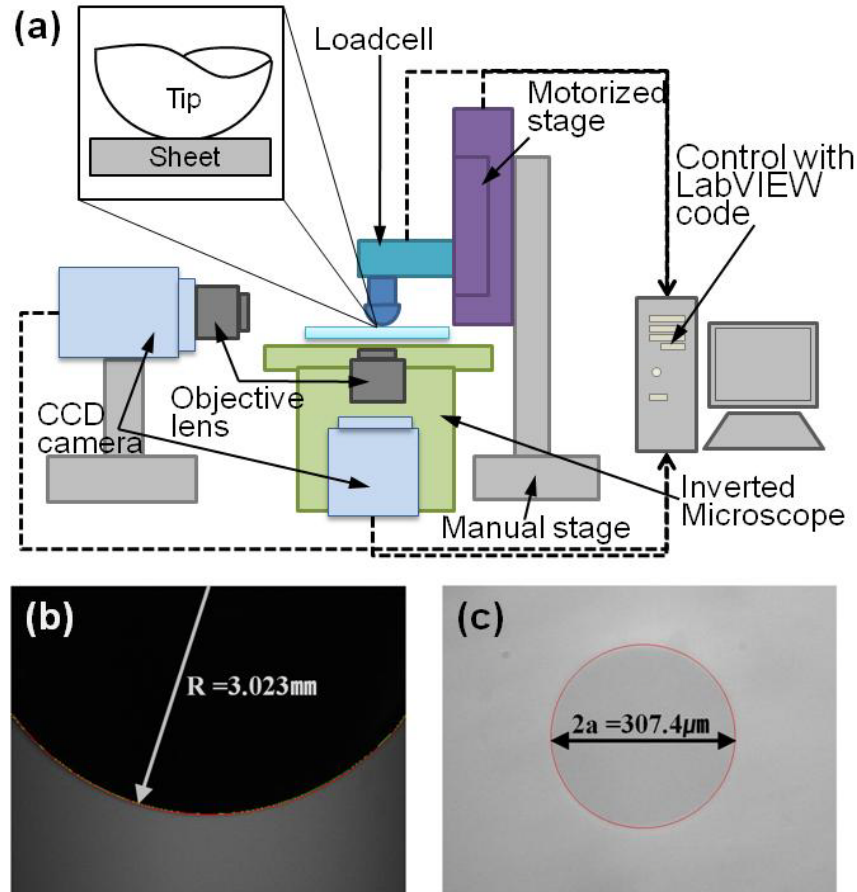 (a)
Loadcell
Motorized
stage
Tip
Sheet
Control with
LabVIEW
code
CCD
camera
Objective
lens
Manual stage
Inverted
Microscope
(b)
R =3.023㎜
(c)
2a =307.4㎛